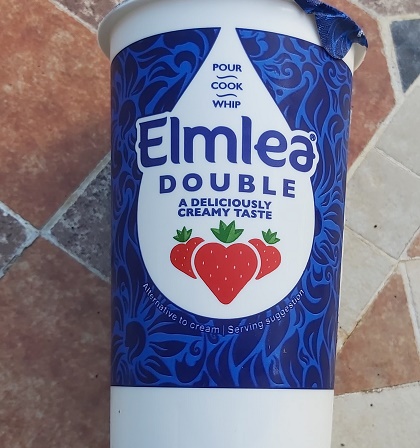 POUR
COOK
WHIP
Elmlea®
DOUBLE
A DELICIOUSLY
CREAMY TASTE
Alternative to cream | Serving suggestion